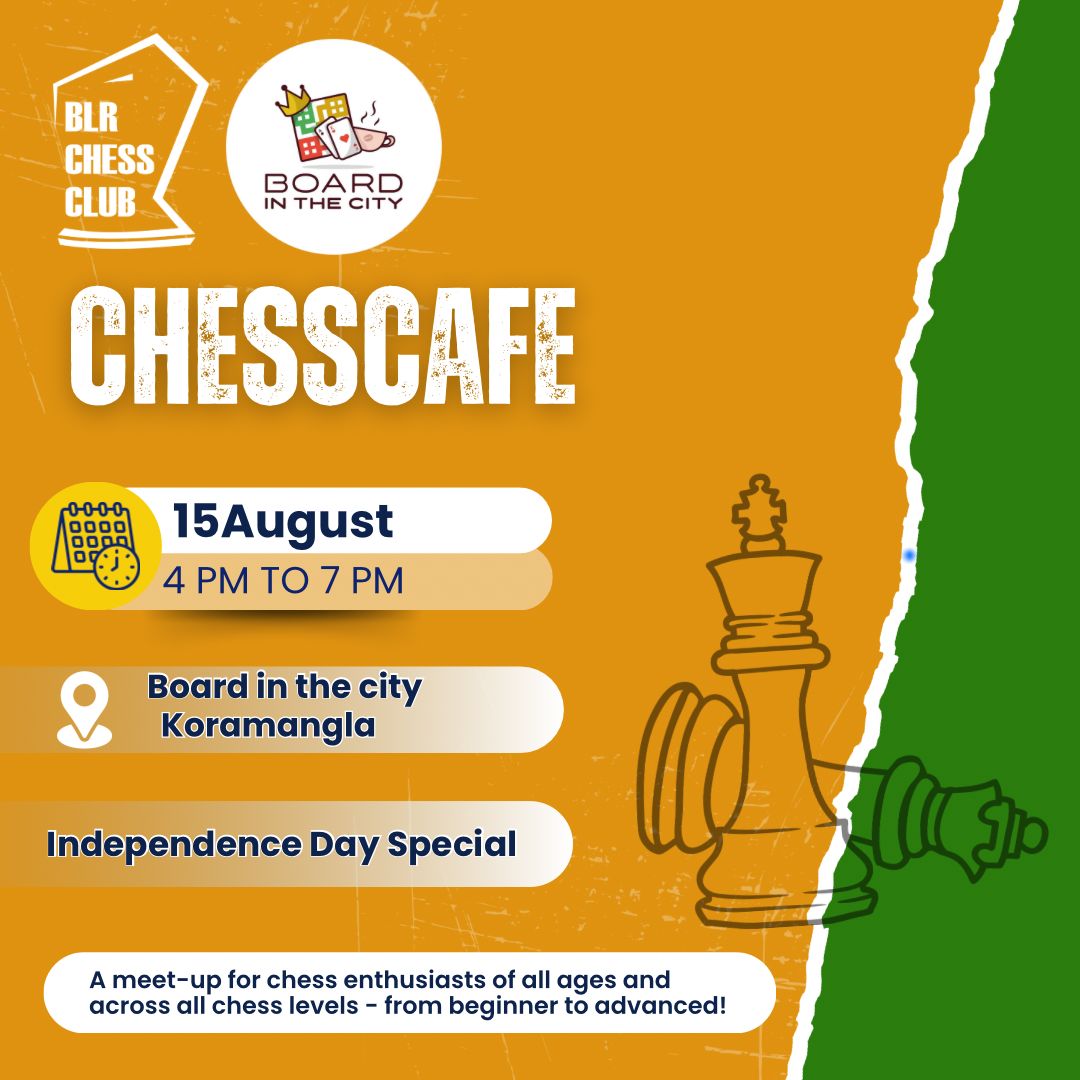 BLR
CHESS
CLUB
BOARD
IN THE CITY
CHESSCAFE
15August
4 PM TO 7 PM
Board in the city
Koramangla
Independence Day Special
A meet-up for chess enthusiasts of all ages and
across all chess levels - from beginner to advanced!